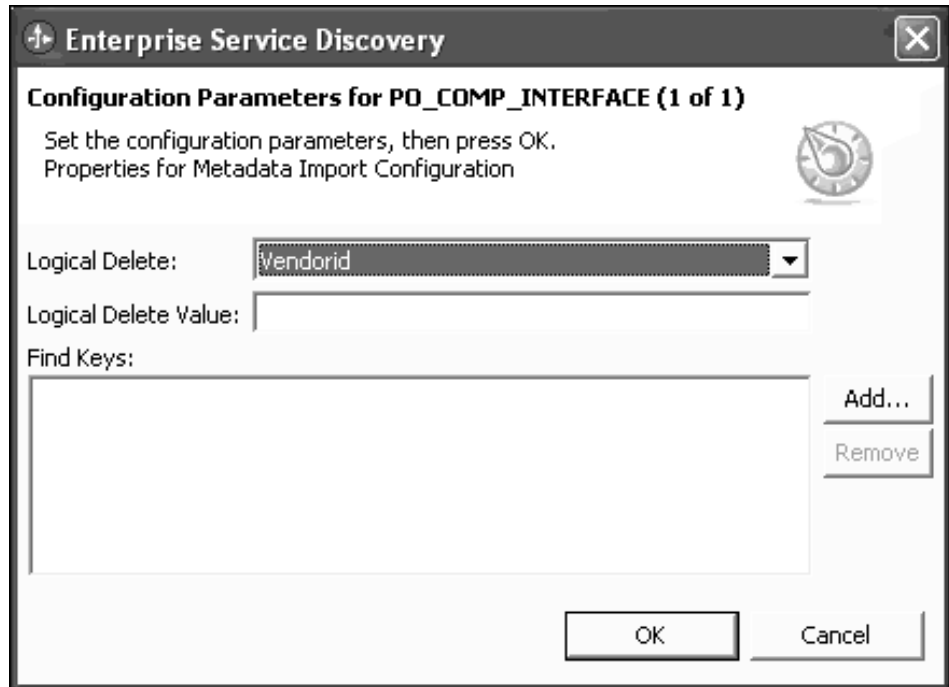 Enterprise Service Discovery
Configuration Parameters for PO_COMP_INTERFACE (1 of 1)
Set the configuration parameters, then press OK.
Properties for Metadata Import Configuration
Logical Delete:
Vendorid
Logical Delete Value:
Find Keys:
Add...
Remove
OK
Cancel